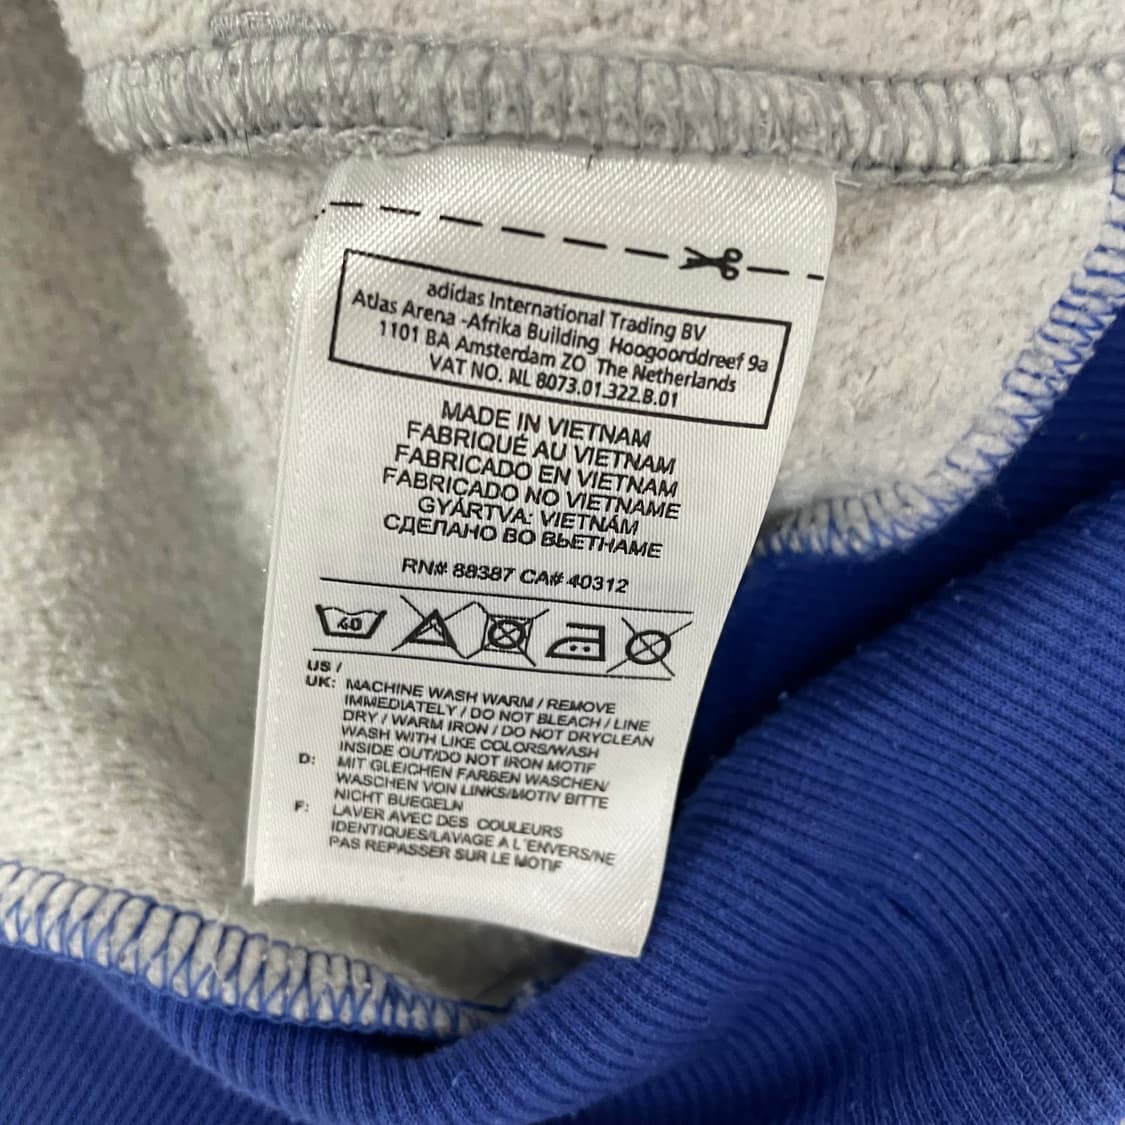 adidas International Trading BV
Atlas Arena -Afrika Building Hoogoorddreef 9a
1101 BA Amsterdam ZO The Netherlands
VAT NO. NL 8073.01.322.B.01
MADE IN VIETNAM
FABRIQUÉ AU VIETNAM
FABRICADO EN VIETNAM
FABRICADO NO VIETNAME
GYÁRTVA: VIETNÁM
СДЕЛАНО ВО ВЬЕТНАМЕ
RN# 88387 CA# 40312
40
US /
UK: MACHINE WASH WARM / REMOVE
IMMEDIATELY / DO NOT BLEACH / LINE
DRY / WARM IRON / DO NOT DRYCLEAN
WASH WITH LIKE COLORS/WASH
INSIDE OUT/DO NOT IRON MOTIF
D: MIT GLEICHEN FARBEN WASCHEN/
WASCHEN VON LINKS/MOTIV BITTE
NICHT BUEGELN
F: LAVER AVEC DES COULEURS
IDENTIQUES/LAVAGE A L'ENVERS/NE
PAS REPASSER SUR LE MOTIF